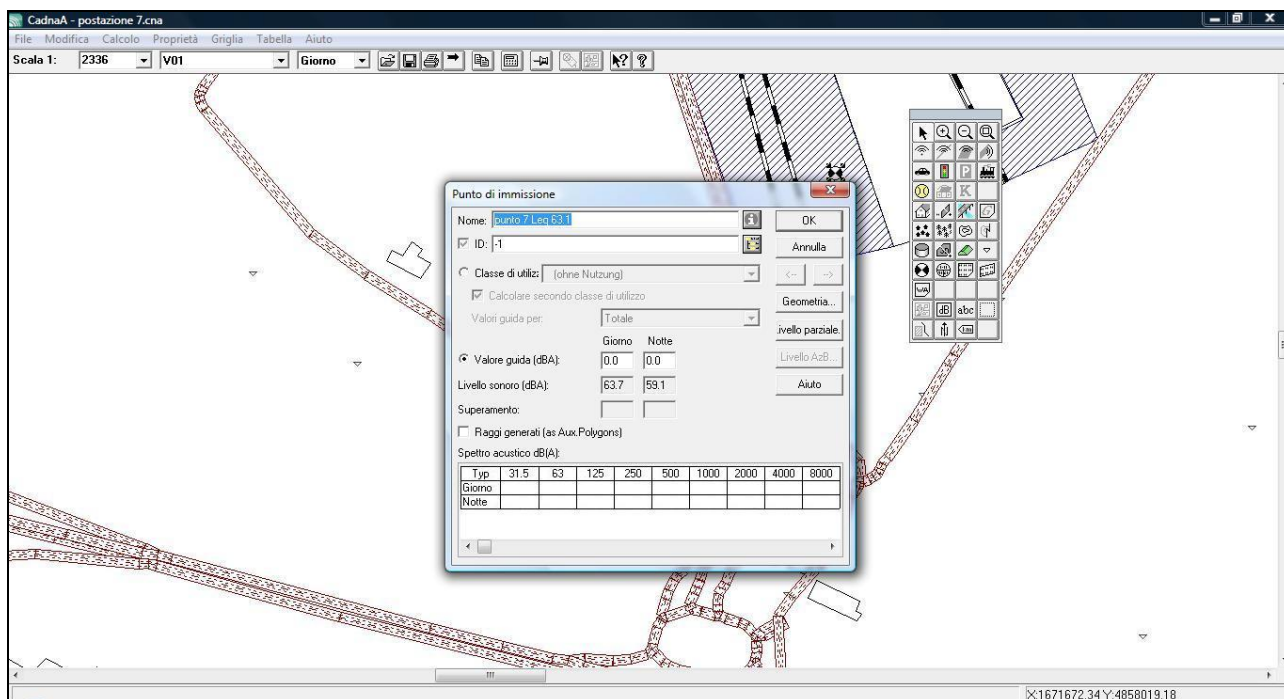 CadnaA - postazione 7.cna
File Modifica Calcolo Proprietà Griglia Tabella Aiuto
Scala 1: 2336 V01 Giorno
Punto di immissione
Nome: punto 7 Leq 63.1
OK
ID: -1
Annulla
Classe di utiliz: (ohne Nutzung)
<-- -->
Calcolare secondo classe di utilizzo
Geometria...
Valori guida per: Totale
ivello parziale.
Giorno Notte
Valore guida (dBA): 0.0 0.0
Livello AzB...
Livello sonoro (dBA): 63.7 59.1
Aiuto
Superamento:
Raggi generati (as Aux.Polygons)
Spettro acustico dB(A):
Typ 31.5 63 125 250 500 1000 2000 4000 8000
Giorno
Notte
P
K
dB abc
X:1671672.34 Y:4858019.18